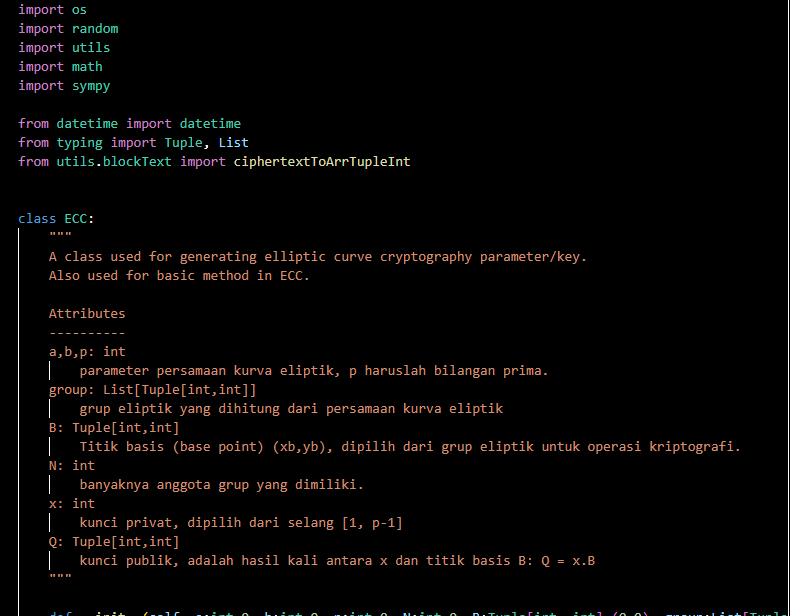 import os
import random
import utils
import math
import sympy
from datetime import datetime
from typing import Tuple, List
from utils.blockText import ciphertextToArrTupleInt
class ECC:
"""
A class used for generating elliptic curve cryptography parameter/key.
Also used for basic method in ECC.
Attributes
----------
a,b,p: int
parameter persamaan kurva eliptik, p haruslah bilangan prima.
group: List[Tuple[int,int]]
grup eliptik yang dihitung dari persamaan kurva eliptik
B: Tuple[int,int]
Titik basis (base point) (xb,yb), dipilih dari grup eliptik untuk operasi kriptografi.
N: int
banyaknya anggota grup yang dimiliki.
x: int
kunci privat, dipilih dari selang [1, p-1]
Q: Tuple[int,int]
kunci publik, adalah hasil kali antara x dan titik basis B: Q = x.B
"""